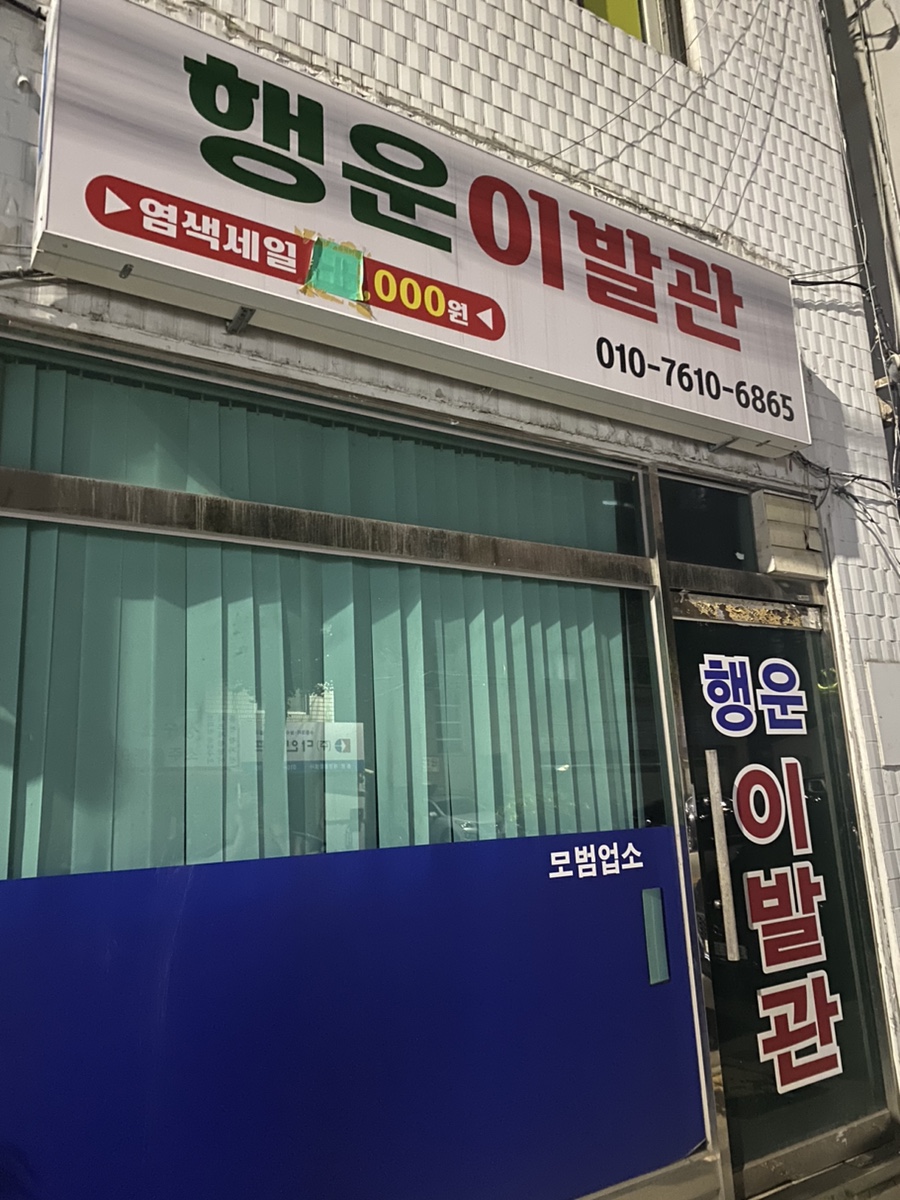 행운이발관
염색세일 ,000원
010-7610-6865
모범업소
행운
이발관